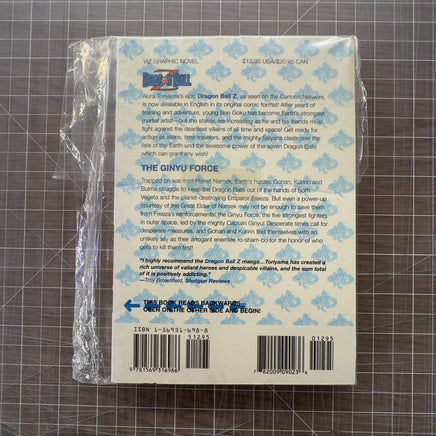 VIZ GRAPHIC NOVEL $12.95 USA/$20.95 CAN
DRAGON BALL Z
Akira Toriyama's epic Dragon Ball Z, as seen on the Cartoon Network,
is now available in English in its original comic format! After years of
training and adventure, young Son Goku has become Earth's strongest
martial artist—but the stakes are increasing as he and his friends must
fight against the deadliest villains of all time and space! Get ready for
action as aliens, time travelers, and the mighty Saiyans clash over the
fate of the Earth and the awesome power of the seven Dragon Balls
which can grant any wish!
THE GINYU FORCE
Trapped on war-torn Planet Namek, Earth's heroes Gohan, Kuririn and
Bulma struggle to keep the Dragon Balls out of the hands of both
Vegeta and the planet-destroying Emperor Freeza. But even a power-up
courtesy of the Great Elder of Namek may not be enough to save them
from Freeza's reinforcements: the Ginyu Force, the five strongest fighters
in outer space, led by the mighty Captain Ginyu! Desperate times call for
desperate measures, and Gohan and Kuririn find themselves with an
unlikely ally as their arrogant enemies ro-sham-bo for the honor of who
gets to kill them first!
"I highly recommend the Dragon Ball Z manga...Toriyama has created a
rich universe of valiant heroes and despicable villains, and the sum total
of it is positively addicting."
—Troy Brownfield, Shotgun Reviews
THIS BOOK READS BACKWARDS—
OPEN ON THE OTHER SIDE AND BEGIN!
ISBN 1-56931-698-8
51295
9 781569 316986
01295
7 82009 09023 6